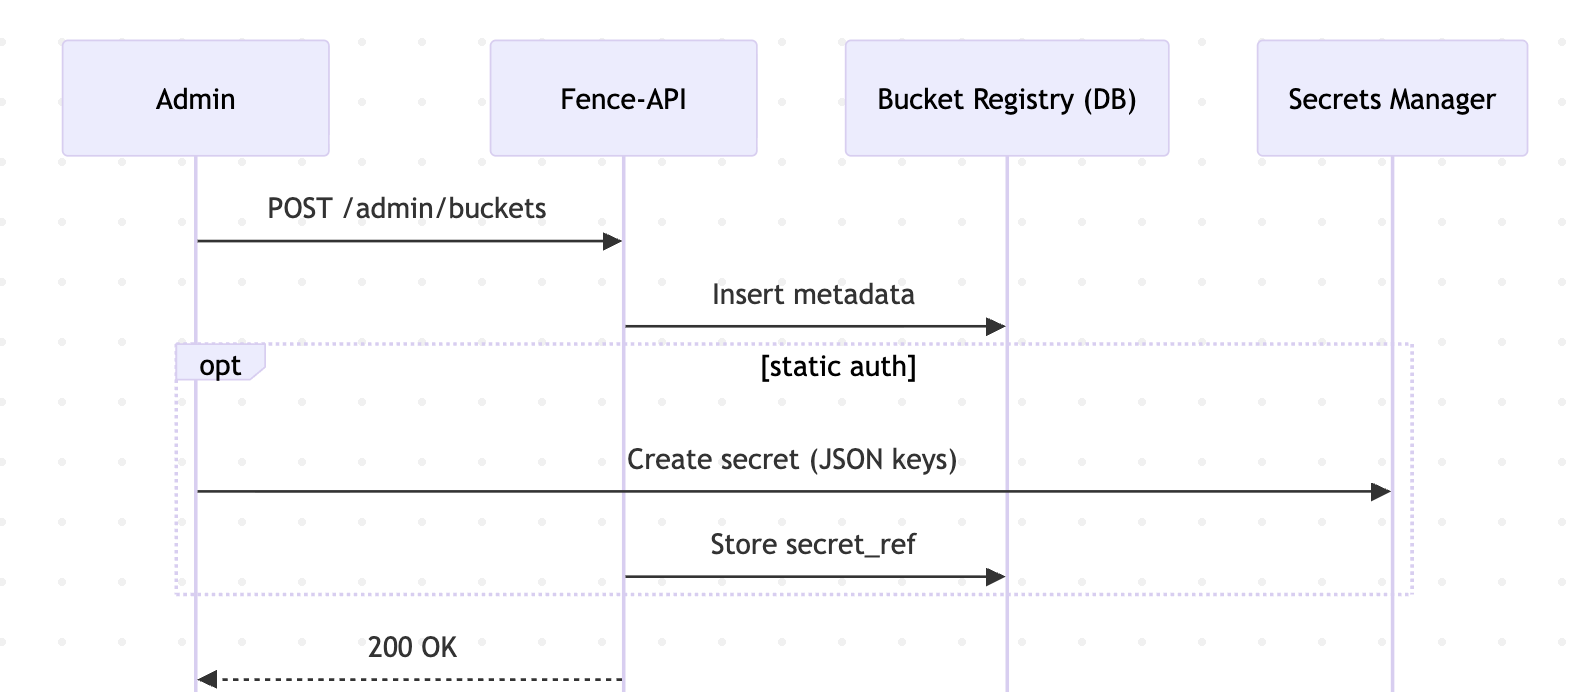 Admin
Fence-API
Bucket Registry (DB)
Secrets Manager
POST /admin/buckets
Insert metadata
opt
[static auth]
Create secret (JSON keys)
Store secret_ref
200 OK